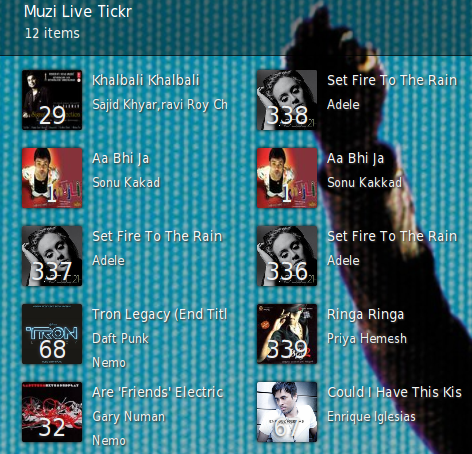 Muzi Live Tickr
12 items
Khalbali Khalbali
Sajid Khyar,ravi Roy Ch
29
Set Fire To The Rain
Adele
338
Aa Bhi Ja
Sonu Kakad
1
Aa Bhi Ja
Sonu Kakkad
1
Set Fire To The Rain
Adele
337
Set Fire To The Rain
Adele
336
Tron Legacy (End Titl
Daft Punk
Nemo
TRON
68
Ringa Ringa
Priya Hemesh
339
Are 'Friends' Electric
Gary Numan
Nemo
32
Could I Have This Kis
Enrique Iglesias
67